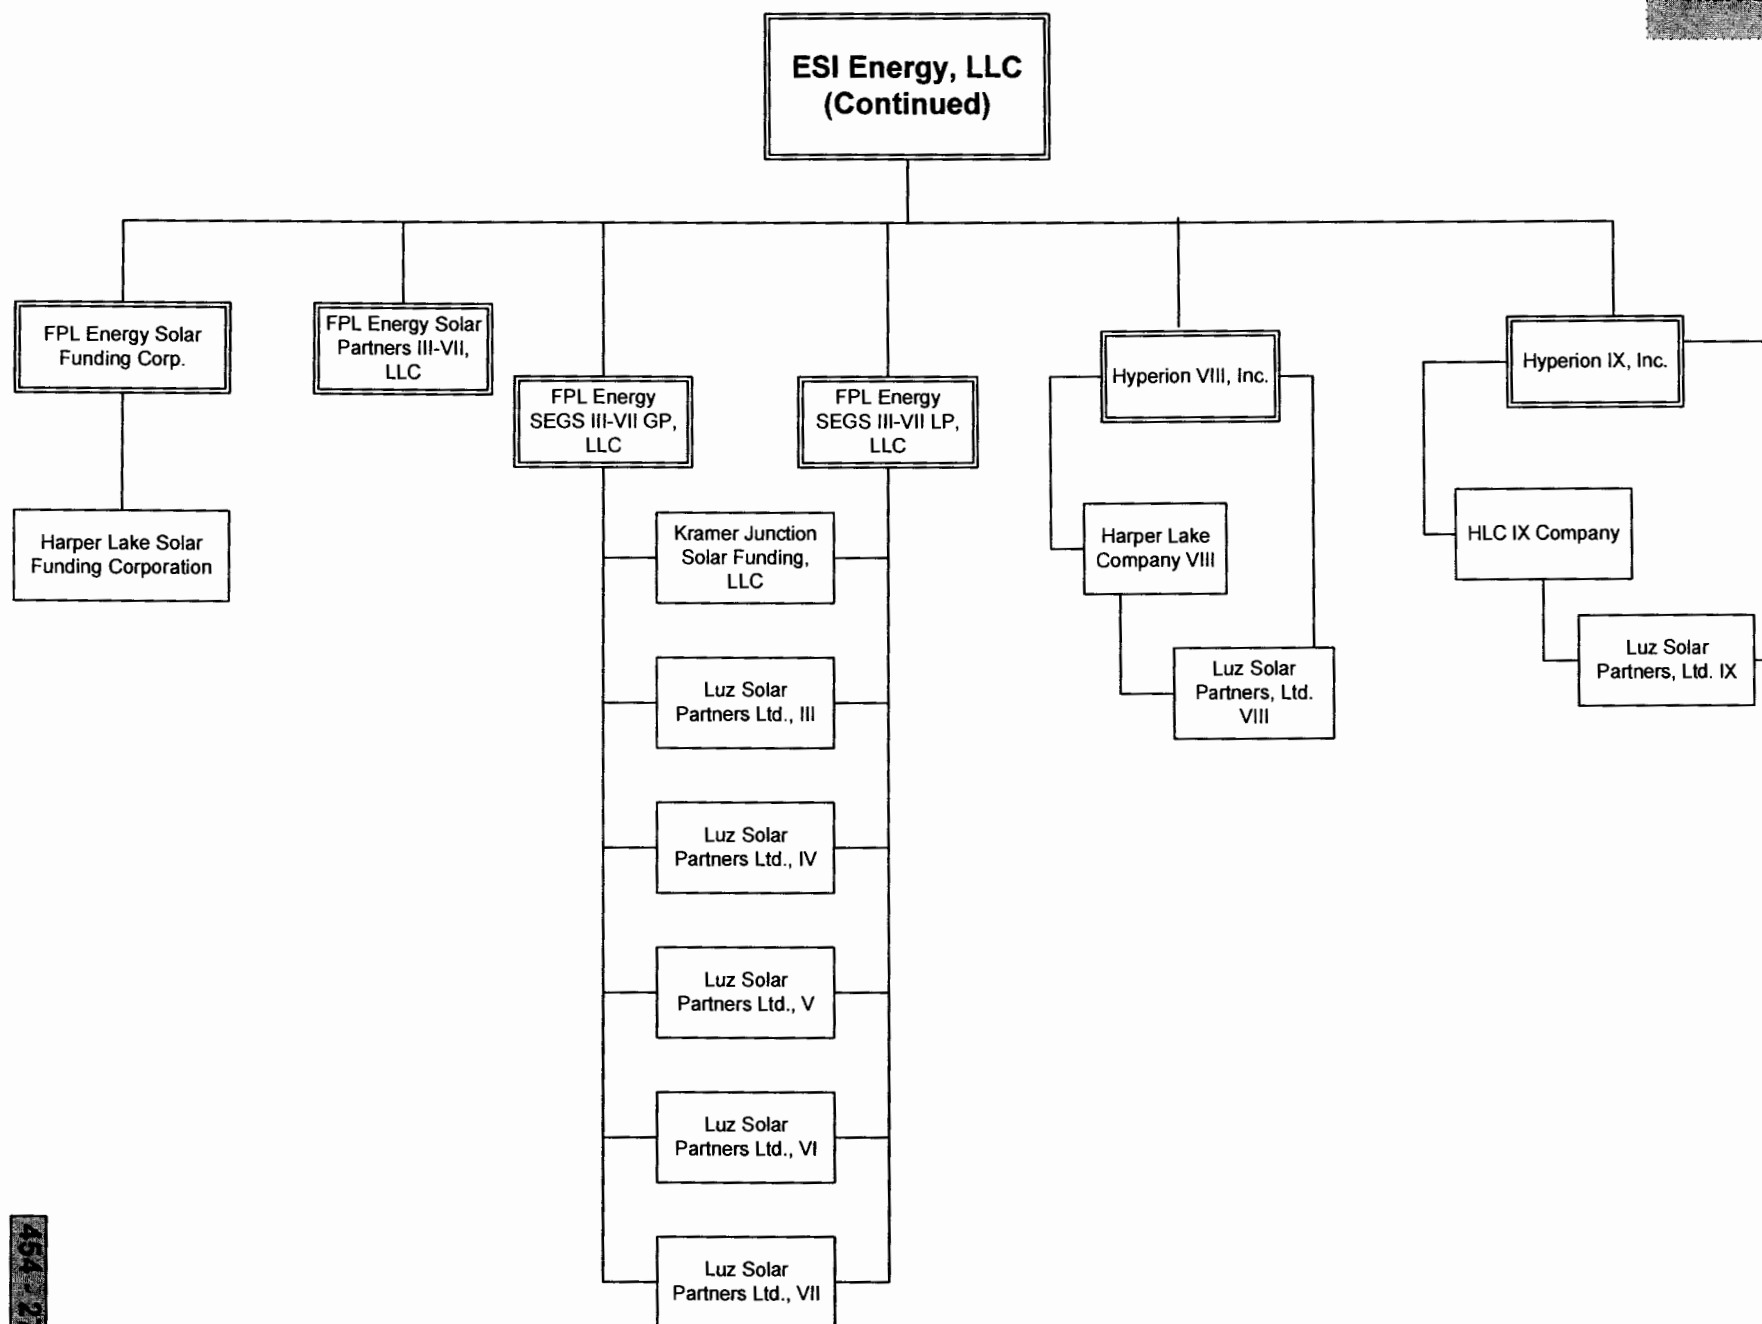 ESI Energy, LLC
(Continued)
FPL Energy Solar
Funding Corp.
FPL Energy Solar
Partners III-VII,
LLC
FPL Energy
SEGS III-VII GP,
LLC
FPL Energy
SEGS III-VII LP,
LLC
Hyperion VIII, Inc.
Hyperion IX, Inc.
Harper Lake Solar
Funding Corporation
Kramer Junction
Solar Funding,
LLC
Harper Lake
Company VIII
HLC IX Company
Luz Solar
Partners Ltd., III
Luz Solar
Partners, Ltd.
VIII
Luz Solar
Partners, Ltd. IX
Luz Solar
Partners Ltd., IV
Luz Solar
Partners Ltd., V
Luz Solar
Partners Ltd., VI
Luz Solar
Partners Ltd., VII